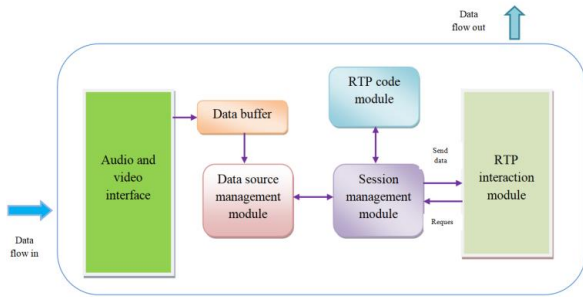 Data
flow out
RTP code
module
Data buffer
Audio and
video
interface
Data source
management
module
Session
management
module
Send
data
Reques
RTP
interaction
module
Data
flow in